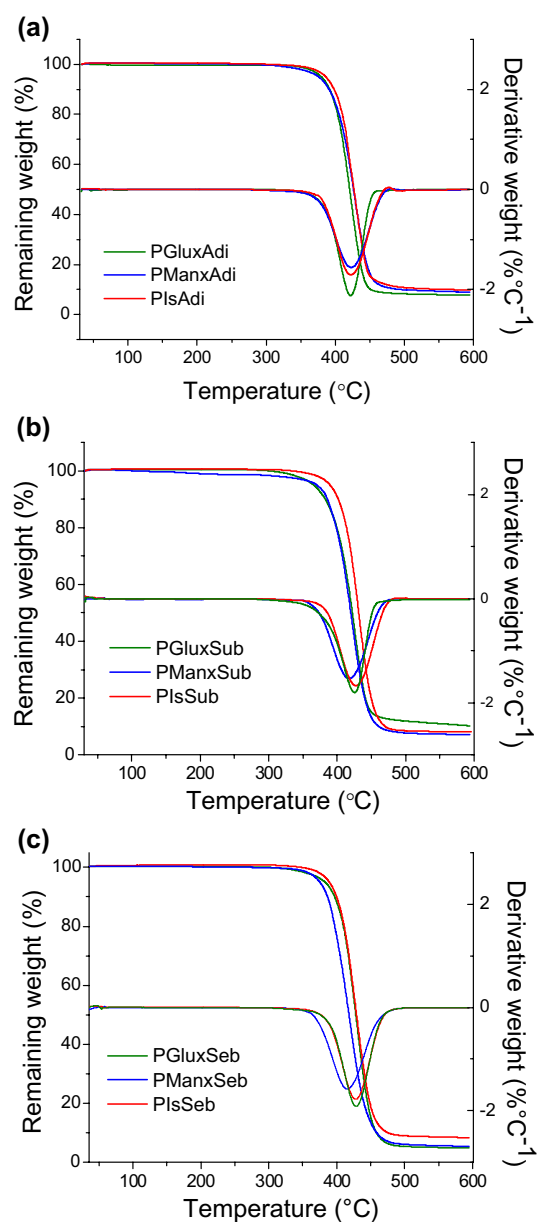 (a)
100
80
60
40
20
0
2
0
-2
Remaining weight (%)
Derivative weight (%°C-1)
PGluxAdi
PManxAdi
PIsAdi
100 200 300 400 500 600
Temperature (°C)
(b)
100
80
60
40
20
0
2
0
-2
Remaining weight (%)
Derivative weight (%°C-1)
PGluxSub
PManxSub
PIsSub
100 200 300 400 500 600
Temperature (°C)
(c)
100
80
60
40
20
0
2
0
-2
Remaining weight (%)
Derivative weight (%°C-1)
PGluxSeb
PManxSeb
PIsSeb
100 200 300 400 500 600
Temperature (°C)